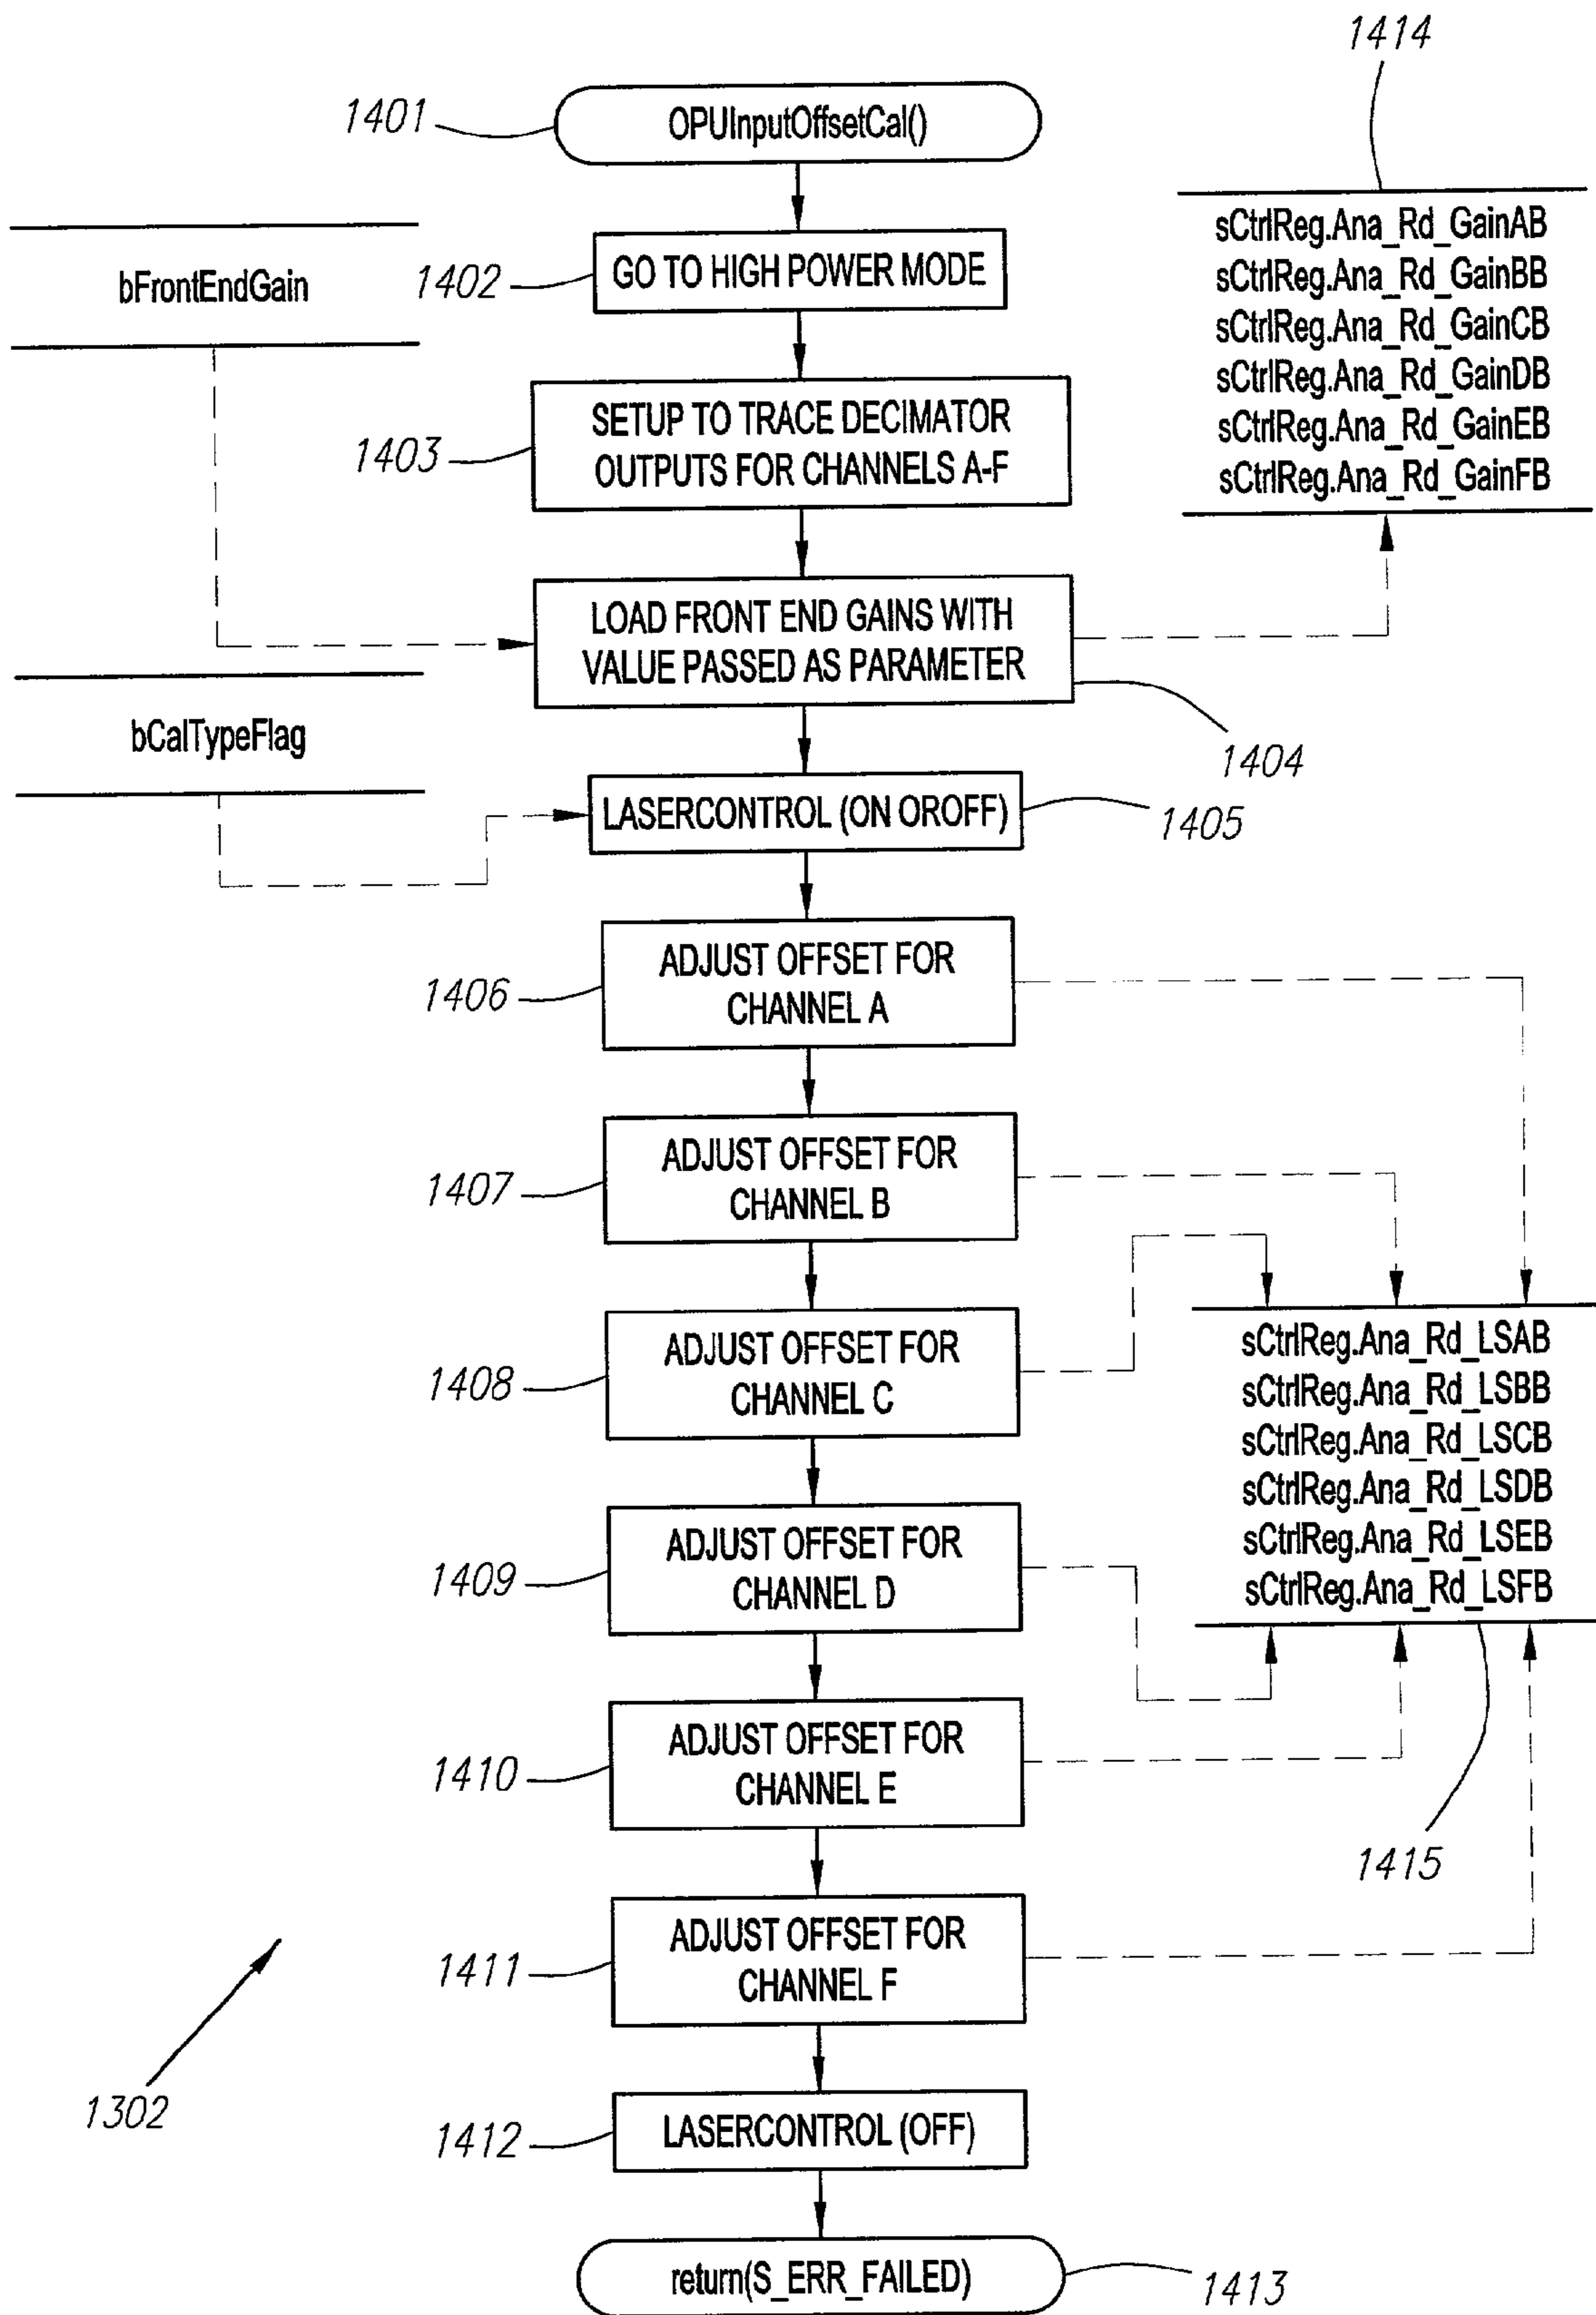 1414
1401
OPUInputOffsetCal()
sCtrlReg.Ana_Rd_GainAB
sCtrlReg.Ana_Rd_GainBB
sCtrlReg.Ana_Rd_GainCB
sCtrlReg.Ana_Rd_GainDB
sCtrlReg.Ana_Rd_GainEB
sCtrlReg.Ana_Rd_GainFB
bFrontEndGain
1402
GO TO HIGH POWER MODE
1403
SETUP TO TRACE DECIMATOR
OUTPUTS FOR CHANNELS A-F
LOAD FRONT END GAINS WITH
VALUE PASSED AS PARAMETER
1404
bCalTypeFlag
LASERCONTROL (ON OROFF)
1405
1406
ADJUST OFFSET FOR
CHANNEL A
1407
ADJUST OFFSET FOR
CHANNEL B
1408
ADJUST OFFSET FOR
CHANNEL C
sCtrlReg.Ana_Rd_LSAB
sCtrlReg.Ana_Rd_LSBB
sCtrlReg.Ana_Rd_LSCB
sCtrlReg.Ana_Rd_LSDB
sCtrlReg.Ana_Rd_LSEB
sCtrlReg.Ana_Rd_LSFB
1409
ADJUST OFFSET FOR
CHANNEL D
1410
ADJUST OFFSET FOR
CHANNEL E
1415
1411
ADJUST OFFSET FOR
CHANNEL F
1302
1412
LASERCONTROL (OFF)
return(S_ERR_FAILED)
1413